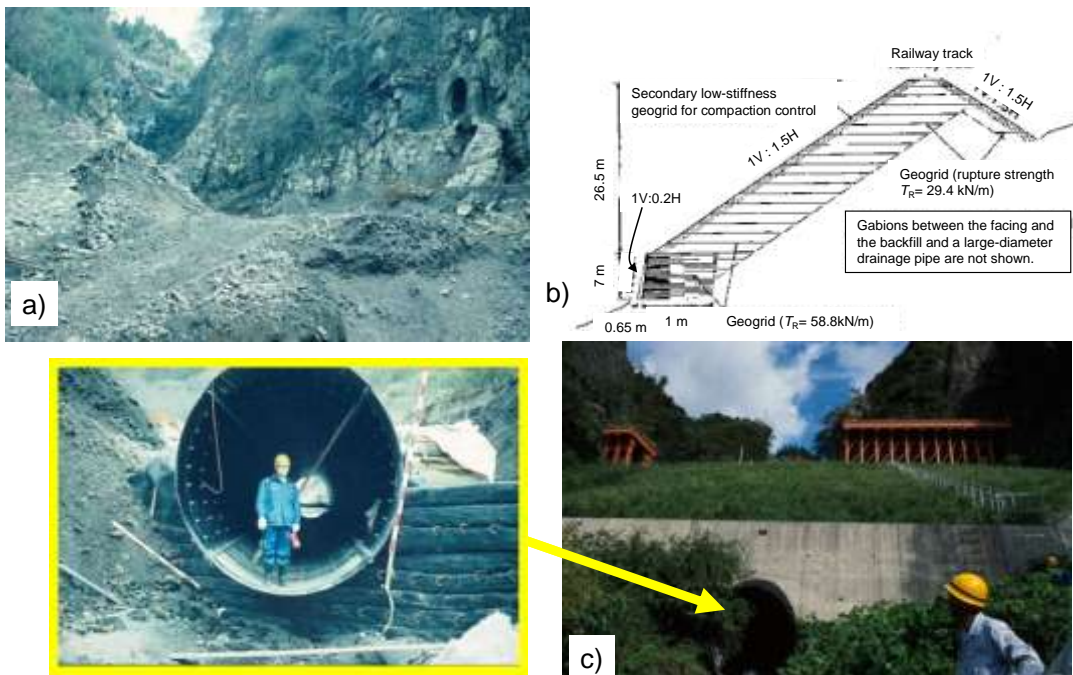 a)
b)
Railway track
1V : 1.5H
Secondary low-stiffness
geogrid for compaction control
1V : 1.5H
26.5 m
Geogrid (rupture strength
T_R= 29.4 kN/m)
1V:0.2H
Gabions between the facing and
the backfill and a large-diameter
drainage pipe are not shown.
7 m
0.65 m
1 m
Geogrid (T_R= 58.8kN/m)
c)